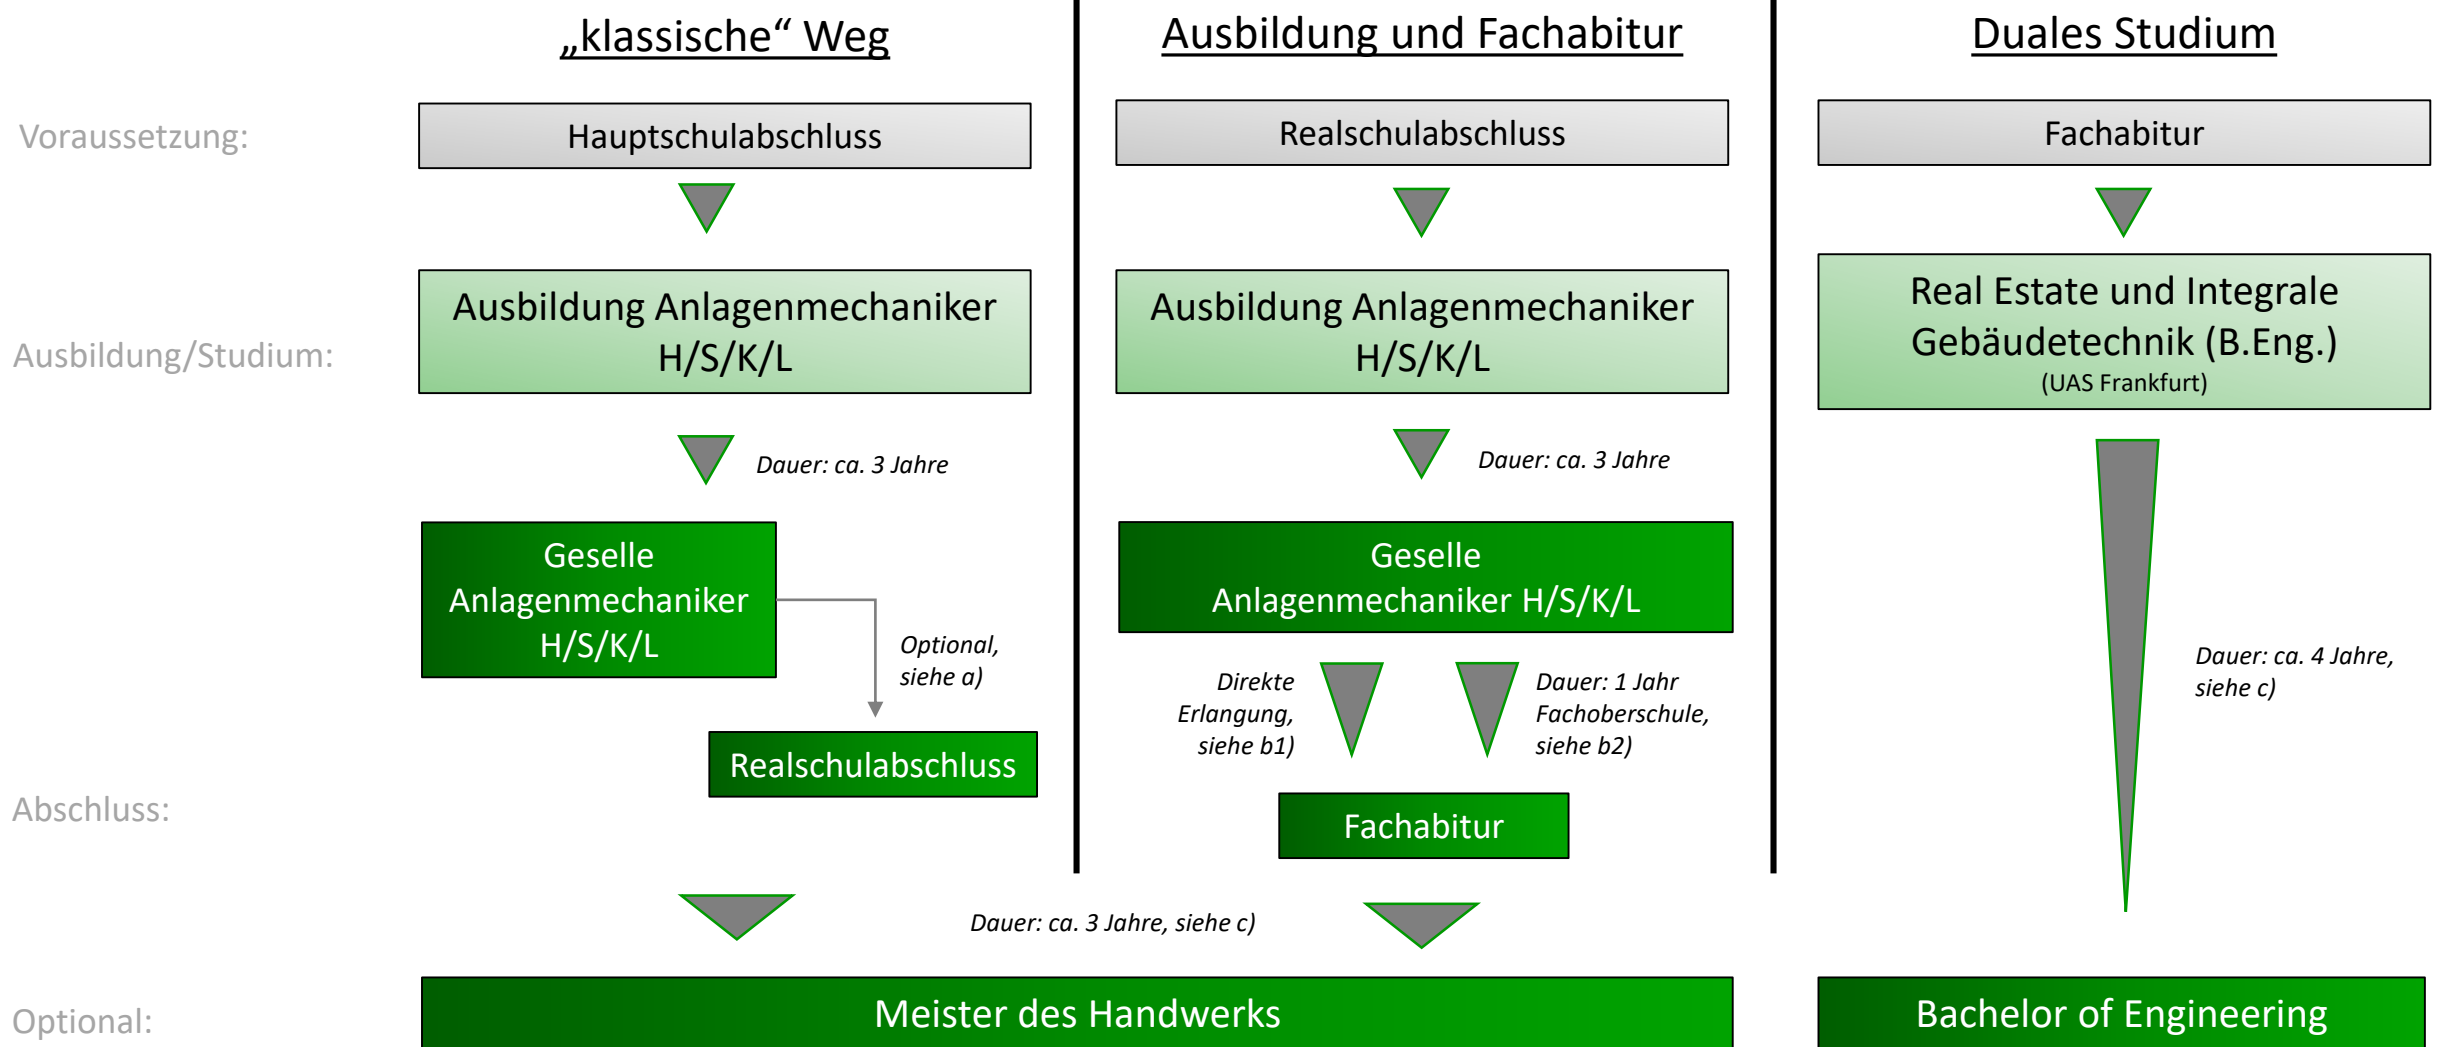 „klassische“ Weg
Ausbildung und Fachabitur
Duales Studium
Voraussetzung:
Hauptschulabschluss
Realschulabschluss
Fachabitur
Ausbildung/Studium:
Ausbildung Anlagenmechaniker
H/S/K/L
Ausbildung Anlagenmechaniker
H/S/K/L
Real Estate und Integrale
Gebäudetechnik (B.Eng.)
(UAS Frankfurt)
Dauer: ca. 3 Jahre
Dauer: ca. 3 Jahre
Geselle
Anlagenmechaniker
H/S/K/L
Optional,
siehe a)
Realschulabschluss
Geselle
Anlagenmechaniker H/S/K/L
Direkte
Erlangung,
siehe b1)
Dauer: 1 Jahr
Fachoberschule,
siehe b2)
Dauer: ca. 4 Jahre,
siehe c)
Abschluss:
Fachabitur
Dauer: ca. 3 Jahre, siehe c)
Optional:
Meister des Handwerks
Bachelor of Engineering